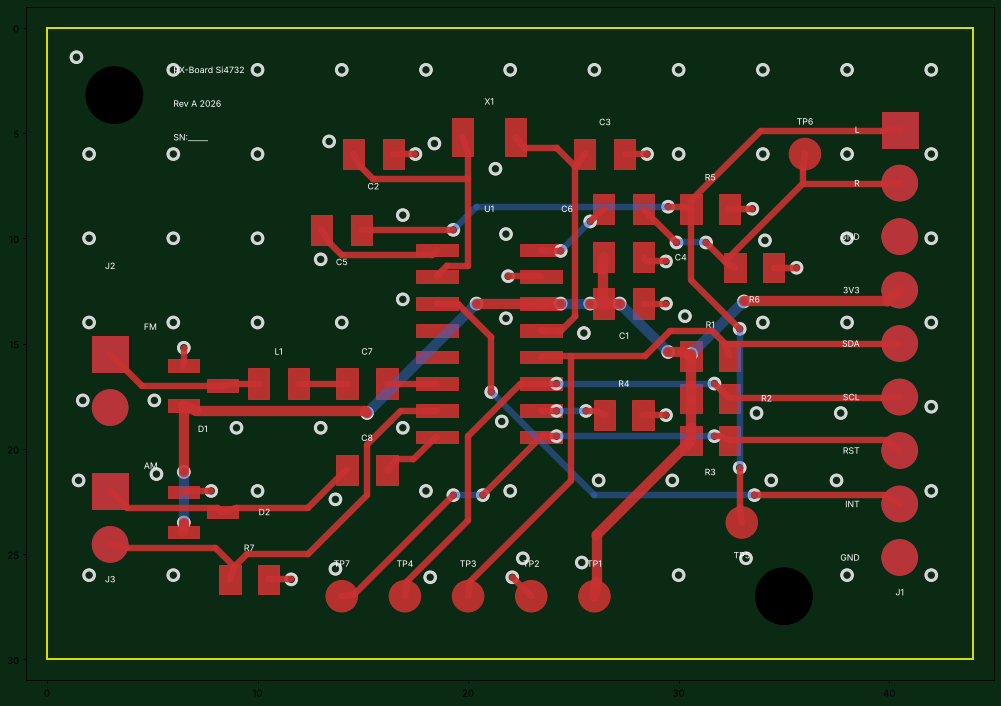 0
RX-Board Si4732
Rev A 2026
SN:____
X1
C3
TP6
L
5
C2
R5
R
U1
C6
GND
10
J2
C5
C4
3V3
R6
FM
L1
C7
C1
R1
SDA
15
R4
R2
SCL
D1
C8
RST
20
AM
R3
D2
INT
R7
TP7
TP4
TP3
TP2
TP1
TP5
GND
25
J3
J1
30
0
10
20
30
40